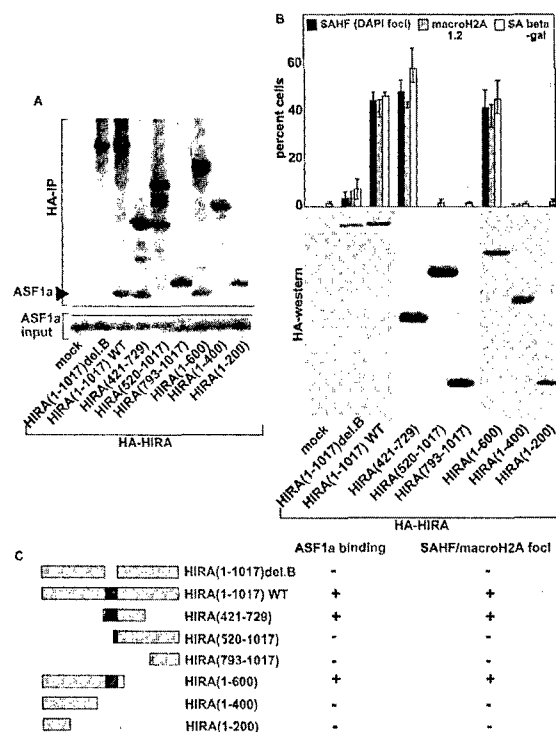 B
SAHF (DAPI foci) macroH2A 1.2 SA beta -gal
percent cells
60
40
20
0
A
HA-IP
ASF1a
ASF1a input
mock
HIRA(1-1017)del.B
HIRA(1-1017) WT
HIRA(421-729)
HIRA(520-1017)
HIRA(793-1017)
HIRA(1-600)
HIRA(1-400)
HIRA(1-200)
HA-HIRA
HA-western
mock
HIRA(1-1017)del.B
HIRA(1-1017) WT
HIRA(421-729)
HIRA(520-1017)
HIRA(793-1017)
HIRA(1-600)
HIRA(1-400)
HIRA(1-200)
HA-HIRA
C
ASF1a binding SAHF/macroH2A foci
HIRA(1-1017)del.B - -
HIRA(1-1017) WT + +
HIRA(421-729) + +
HIRA(520-1017) - -
HIRA(793-1017) - -
HIRA(1-600) + +
HIRA(1-400) - -
HIRA(1-200) - -